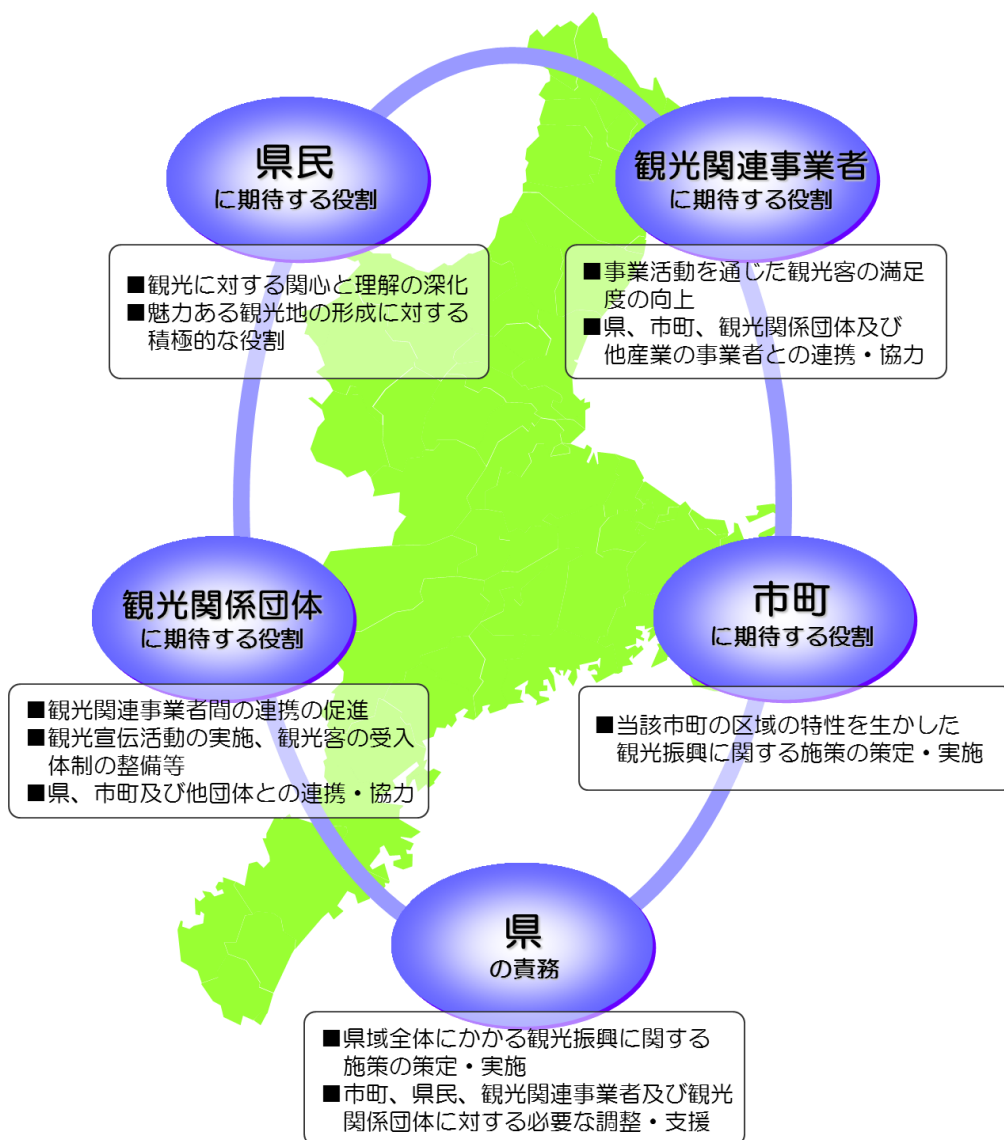 県民
に期待する役割
■観光に対する関心と理解の深化
■魅力ある観光地の形成に対する
積極的な役割
観光関連事業者
に期待する役割
■事業活動を通じた観光客の満足
度の向上
■県、市町、観光関係団体及び
他産業の事業者との連携・協力
観光関係団体
に期待する役割
■観光関連事業者間の連携の促進
■観光宣伝活動の実施、観光客の受入
体制の整備等
■県、市町及び他団体との連携・協力
市町
に期待する役割
■当該市町の区域の特性を生かした
観光振興に関する施策の策定・実施
県
の責務
■県域全体にかかる観光振興に関する
施策の策定・実施
■市町、県民、観光関連事業者及び観光
関係団体に対する必要な調整・支援